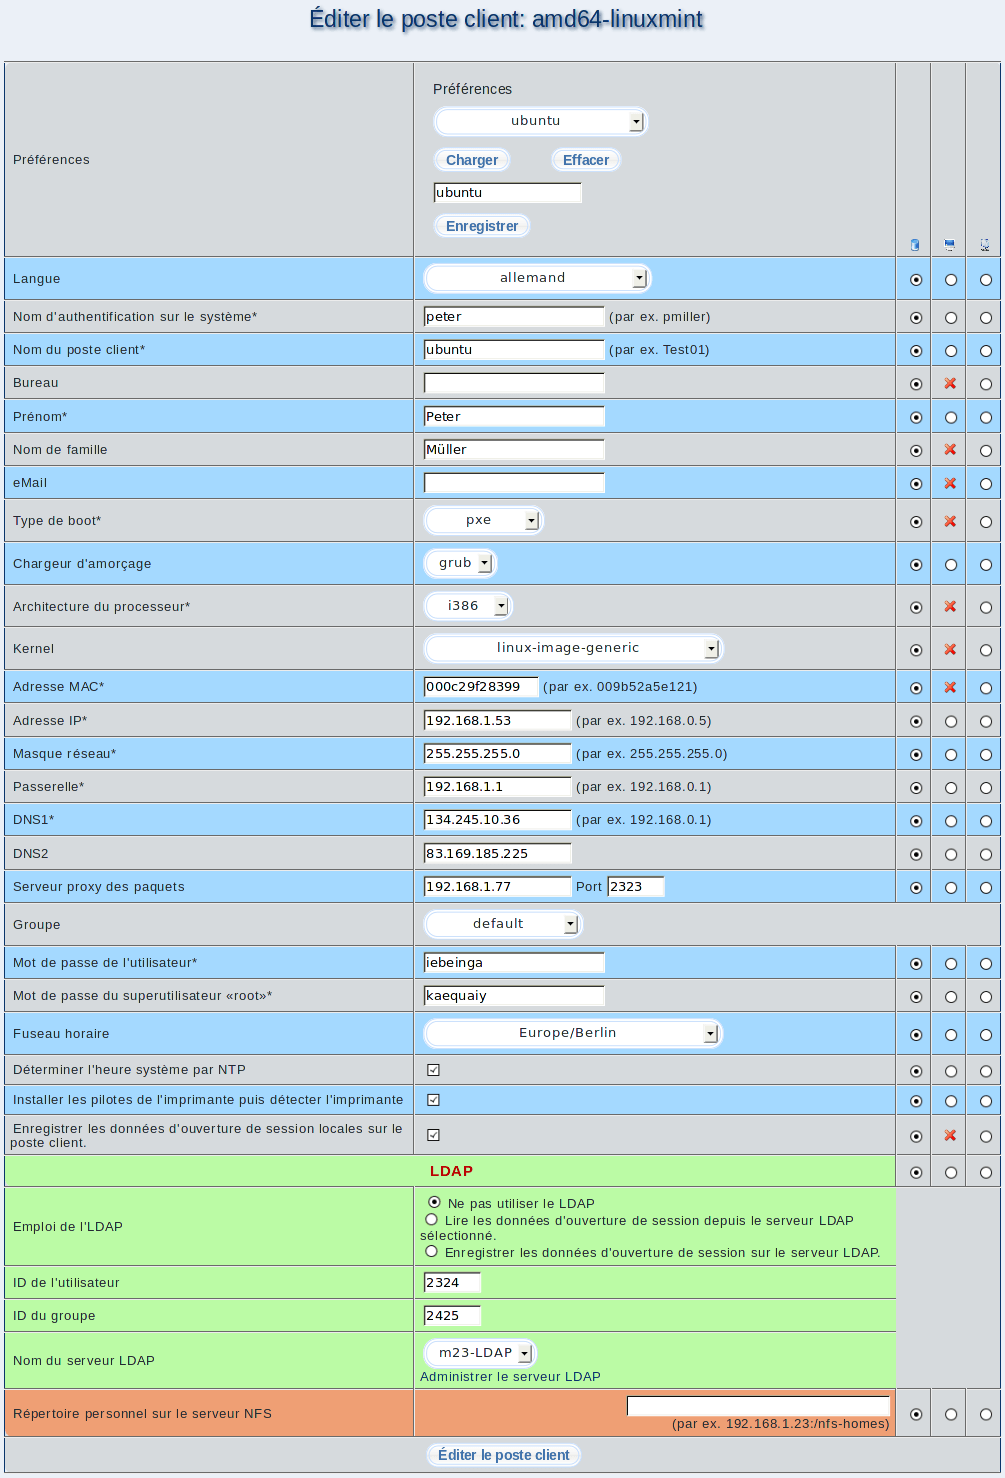 Éditer le poste client: amd64-linuxmint
Préférences
Préférences
ubuntu
Charger Effacer
ubuntu
Enregistrer
Langue allemand
Nom d'authentification sur le système* peter (par ex. pmiller)
Nom du poste client* ubuntu (par ex. Test01)
Bureau
Prénom* Peter
Nom de famille Müller
eMail
Type de boot* pxe
Chargeur d'amorçage grub
Architecture du processeur* i386
Kernel linux-image-generic
Adresse MAC* 000c29f28399 (par ex. 009b52a5e121)
Adresse IP* 192.168.1.53 (par ex. 192.168.0.5)
Masque réseau* 255.255.255.0 (par ex. 255.255.255.0)
Passerelle* 192.168.1.1 (par ex. 192.168.0.1)
DNS1* 134.245.10.36 (par ex. 192.168.0.1)
DNS2 83.169.185.225
Serveur proxy des paquets 192.168.1.77 Port 2323
Groupe default
Mot de passe de l'utilisateur* iebeinga
Mot de passe du superutilisateur «root»* kaequaiy
Fuseau horaire Europe/Berlin
Déterminer l'heure système par NTP
Installer les pilotes de l'imprimante puis détecter l'imprimante
Enregistrer les données d'ouverture de session locales sur le
poste client.
LDAP
Emploi de l'LDAP
Ne pas utiliser le LDAP
Lire les données d'ouverture de session depuis le serveur LDAP
sélectionné.
Enregistrer les données d'ouverture de session sur le serveur LDAP.
ID de l'utilisateur 2324
ID du groupe 2425
Nom du serveur LDAP m23-LDAP
Administrer le serveur LDAP
Répertoire personnel sur le serveur NFS
(par ex. 192.168.1.23:/nfs-homes)
Éditer le poste client